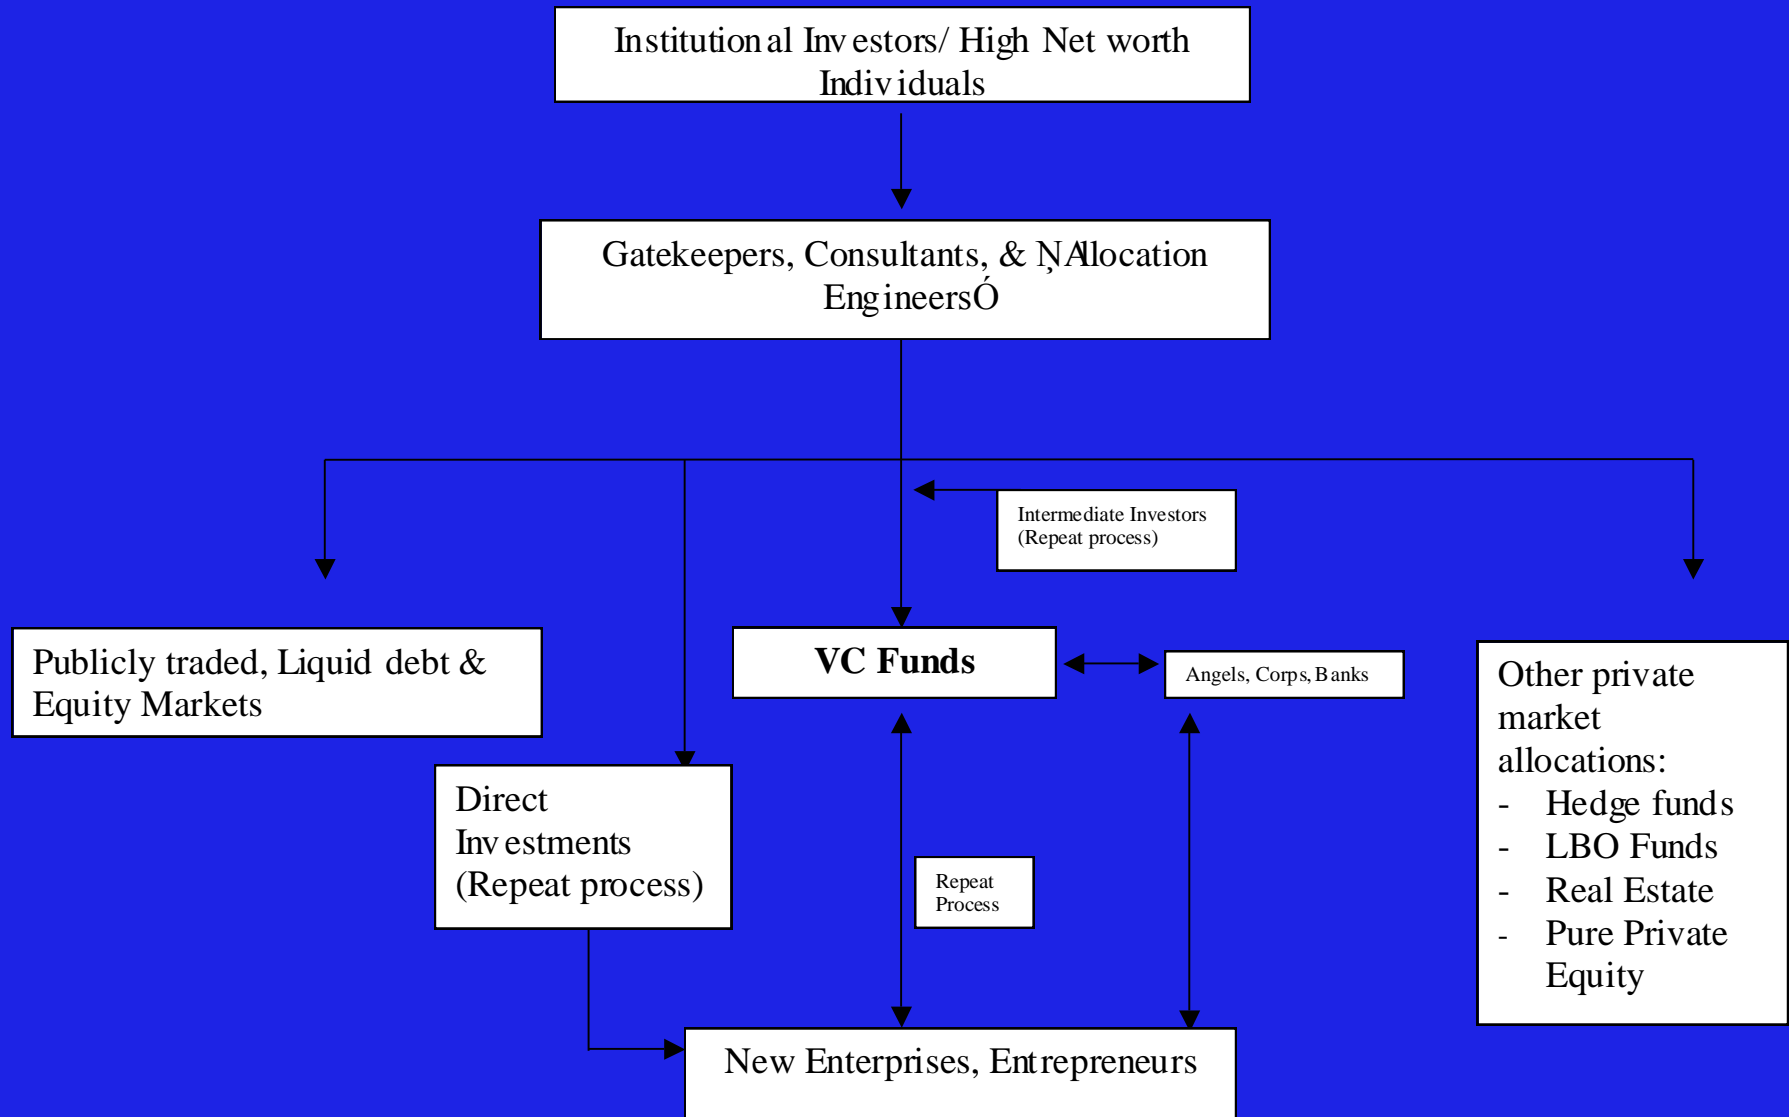 Institutional Investors/ High Net worth
Individuals
Gatekeepers, Consultants, & ŅAllocation
EngineersÓ
Intermediate Investors
(Repeat process)
Publicly traded, Liquid debt &
Equity Markets
VC Funds
Angels, Corps, Banks
Other private
market
allocations:
- Hedge funds
- LBO Funds
- Real Estate
- Pure Private
Equity
Direct
Investments
(Repeat process)
Repeat
Process
New Enterprises, Entrepreneurs